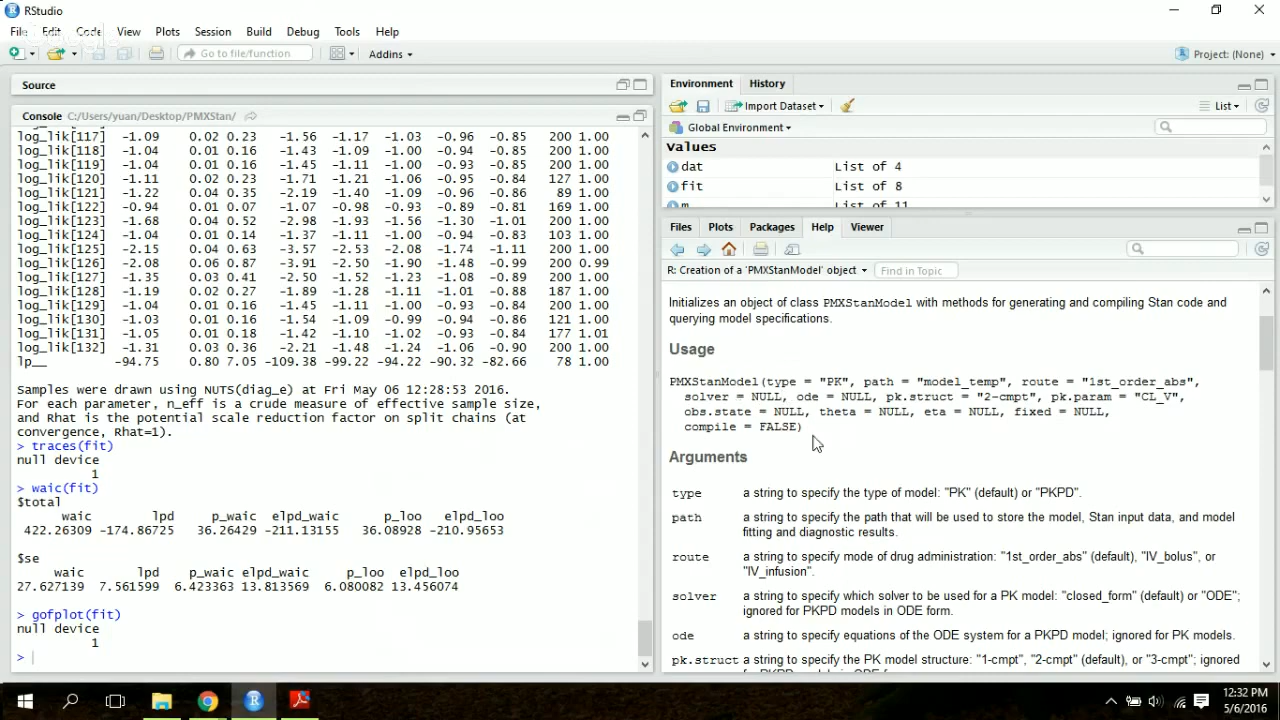 RStudio
File Edit Code View Plots Session Build Debug Tools Help
Go to file/function Addins Project: (None)
Source
Console C:/Users/yuan/Desktop/PMXStan/
log_lik[117] -1.09 0.02 0.23 -1.56 -1.17 -1.03 -0.96 -0.85 200 1.00
log_lik[118] -1.04 0.01 0.16 -1.43 -1.09 -1.00 -0.94 -0.85 200 1.00
log_lik[119] -1.04 0.01 0.16 -1.45 -1.11 -1.00 -0.93 -0.85 200 1.00
log_lik[120] -1.11 0.02 0.23 -1.71 -1.21 -1.06 -0.95 -0.84 127 1.00
log_lik[121] -1.22 0.04 0.35 -2.19 -1.40 -1.09 -0.96 -0.86 89 1.00
log_lik[122] -0.94 0.01 0.07 -1.07 -0.98 -0.93 -0.89 -0.81 169 1.00
log_lik[123] -1.68 0.04 0.52 -2.98 -1.93 -1.56 -1.30 -1.01 200 1.00
log_lik[124] -1.04 0.01 0.14 -1.37 -1.11 -1.00 -0.94 -0.83 103 1.00
log_lik[125] -2.15 0.04 0.63 -3.57 -2.53 -2.08 -1.74 -1.11 200 1.00
log_lik[126] -2.08 0.06 0.87 -3.91 -2.50 -1.90 -1.48 -0.99 200 0.99
log_lik[127] -1.35 0.03 0.41 -2.50 -1.52 -1.23 -1.08 -0.89 200 1.00
log_lik[128] -1.19 0.02 0.27 -1.89 -1.28 -1.11 -1.01 -0.88 187 1.00
log_lik[129] -1.04 0.01 0.16 -1.45 -1.11 -1.00 -0.93 -0.84 200 1.00
log_lik[130] -1.03 0.01 0.16 -1.54 -1.09 -0.99 -0.94 -0.86 121 1.00
log_lik[131] -1.05 0.01 0.18 -1.42 -1.10 -1.02 -0.93 -0.84 177 1.01
log_lik[132] -1.31 0.03 0.36 -2.21 -1.48 -1.24 -1.06 -0.90 200 1.00
lp__ -94.75 0.80 7.05 -109.38 -99.22 -94.22 -90.32 -82.66 78 1.00
Samples were drawn using NUTS(diag_e) at Fri May 06 12:28:53 2016.
For each parameter, n_eff is a crude measure of effective sample size,
and Rhat is the potential scale reduction factor on split chains (at
convergence, Rhat=1).
> traces(fit)
null device
1
> waic(fit)
$total
waic lpd p_waic elpd_waic p_loo elpd_loo
422.26309 -174.86725 36.26429 -211.13155 36.08928 -210.95653
$se
waic lpd p_waic elpd_waic p_loo elpd_loo
27.627139 7.561599 6.423363 13.813569 6.080082 13.456074
> gofplot(fit)
null device
1
>
Environment History
Import Dataset List
Global Environment
Values
dat List of 4
fit List of 8
m List of 11
Files Plots Packages Help Viewer
R: Creation of a 'PMXStanModel' object Find in Topic
Initializes an object of class PMXStanModel with methods for generating and compiling Stan code and
querying model specifications.
Usage
PMXStanModel(type = "PK", path = "model_temp", route = "1st_order_abs",
solver = NULL, ode = NULL, pk.struct = "2-cmpt", pk.param = "CL_V",
obs.state = NULL, theta = NULL, eta = NULL, fixed = NULL,
compile = FALSE)
Arguments
type a string to specify the type of model: "PK" (default) or "PKPD".
path a string to specify the path that will be used to store the model, Stan input data, and model
fitting and diagnostic results.
route a string to specify mode of drug administration: "1st_order_abs" (default), "IV_bolus", or
"IV_infusion".
solver a string to specify which solver to be used for a PK model: "closed_form" (default) or "ODE";
ignored for PKPD models in ODE form.
ode a string to specify equations of the ODE system for a PKPD model; ignored for PK models.
pk.struct a string to specify the PK model structure: "1-cmpt", "2-cmpt" (default), or "3-cmpt"; ignored
12:32 PM
5/6/2016